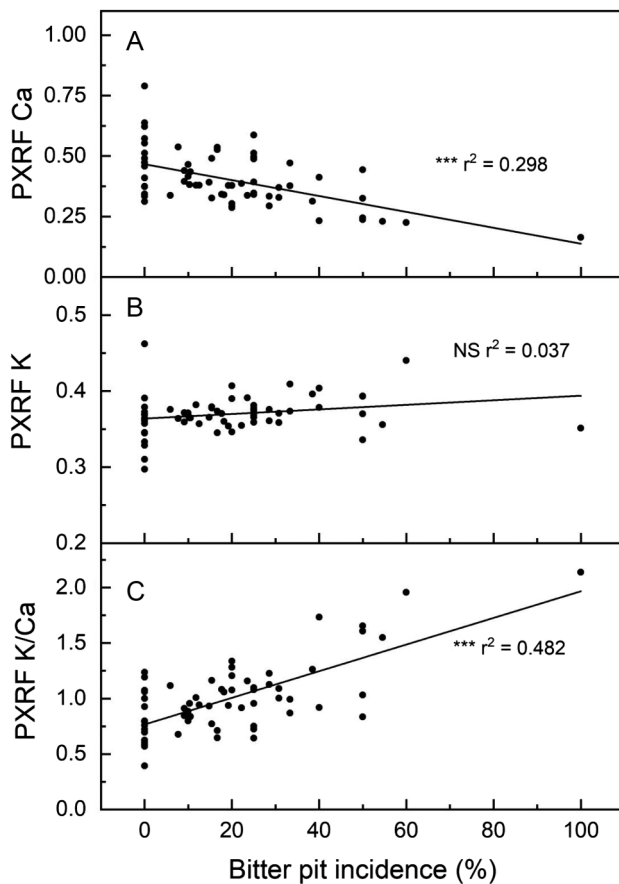 A
1.00
0.75
0.50
0.25
0.00
PXRF Ca
*** r² = 0.298
B
0.5
0.4
0.3
0.2
PXRF K
NS r² = 0.037
C
2.0
1.5
1.0
0.5
0.0
PXRF K/Ca
*** r² = 0.482
0 20 40 60 80 100
Bitter pit incidence (%)